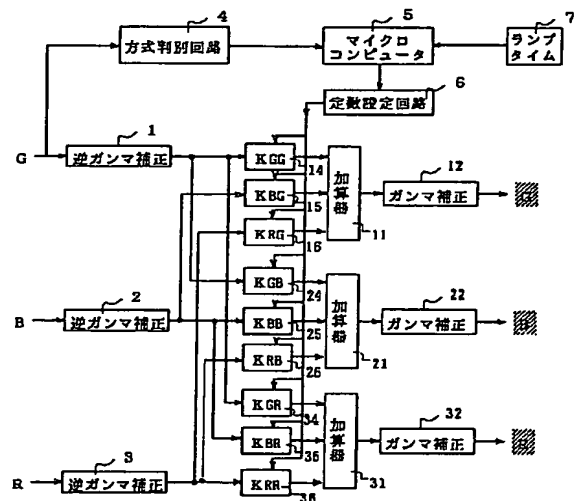 4
5
7
方式判別回路
マイクロ
コンピュータ
ランプ
タイム
6
定数設定回路
1
G
逆ガンマ補正
KGG
14
KBG
15
KRG
16
加算器
11
12
ガンマ補正
KGB
24
2
B
逆ガンマ補正
KBB
25
KRB
26
加算器
21
22
ガンマ補正
KGR
34
KBR
35
3
R
逆ガンマ補正
KRR
36
加算器
31
32
ガンマ補正